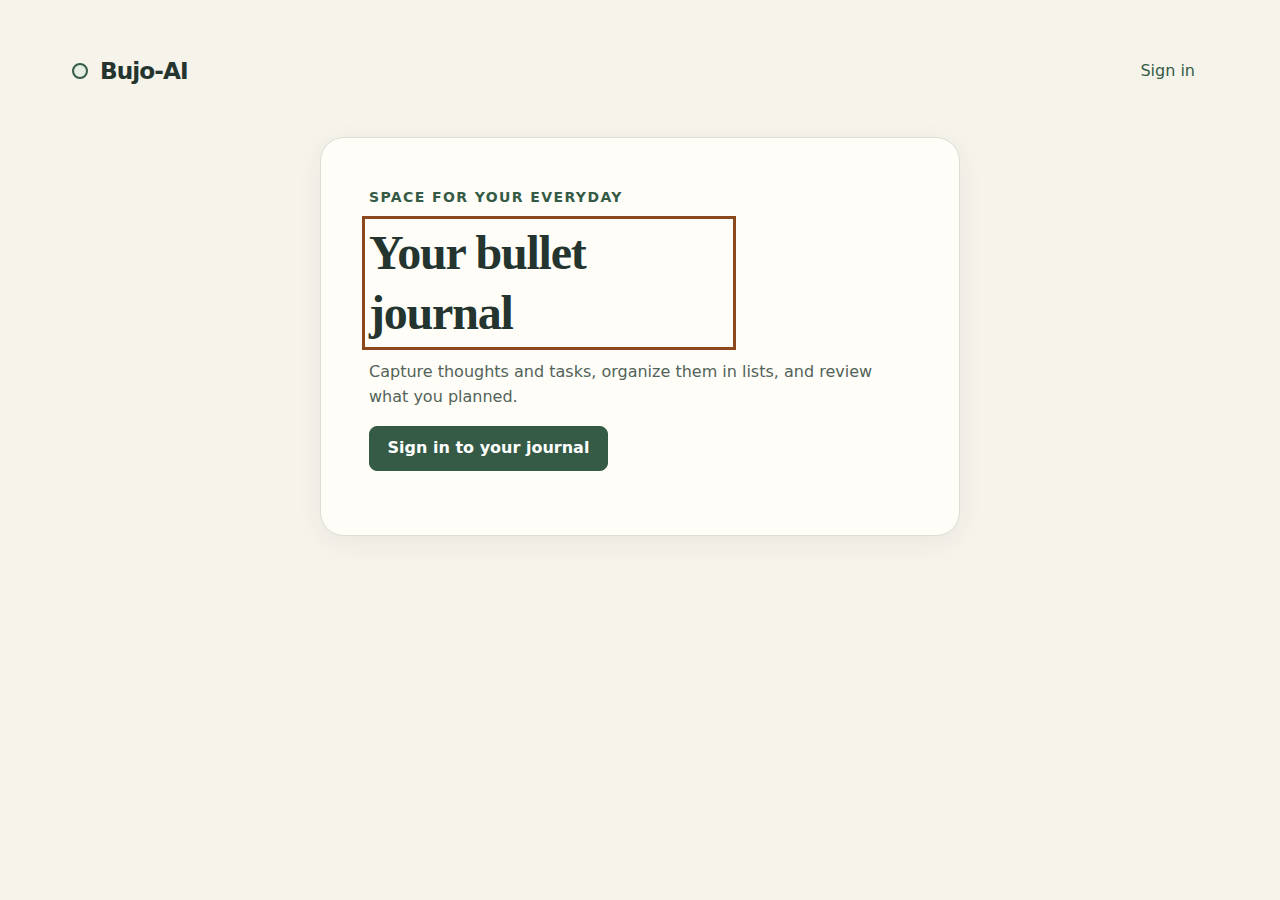 Bujo-AI
Sign in
SPACE FOR YOUR EVERYDAY
Your bullet
journal
Capture thoughts and tasks, organize them in lists, and review
what you planned.
Sign in to your journal